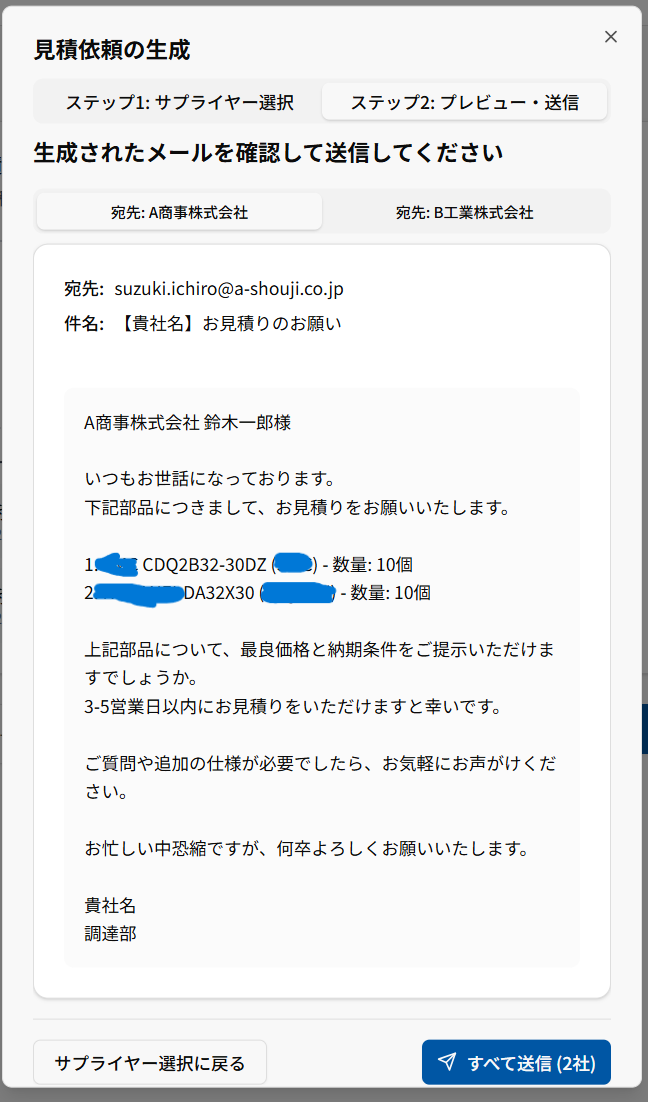 見積依頼の生成
ステップ1: サプライヤー選択
ステップ2: プレビュー・送信
生成されたメールを確認して送信してください
宛先: A商事株式会社
宛先: B工業株式会社
宛先: suzuki.ichiro@a-shouji.co.jp
件名: 【貴社名】お見積りのお願い
A商事株式会社 鈴木一郎様
いつもお世話になっております。
下記部品につきまして、お見積りをお願いいたします。
1. CDQ2B32-30DZ () - 数量: 10個
2. DA32X30 () - 数量: 10個
上記部品について、最良価格と納期条件をご提示いただけま
すでしょうか。
3-5営業日以内にお見積りをいただけますと幸いです。
ご質問や追加の仕様が必要でしたら、お気軽にお声がけくだ
さい。
お忙しい中恐縮ですが、何卒よろしくお願いいたします。
貴社名
調達部
サプライヤー選択に戻る
すべて送信 (2社)